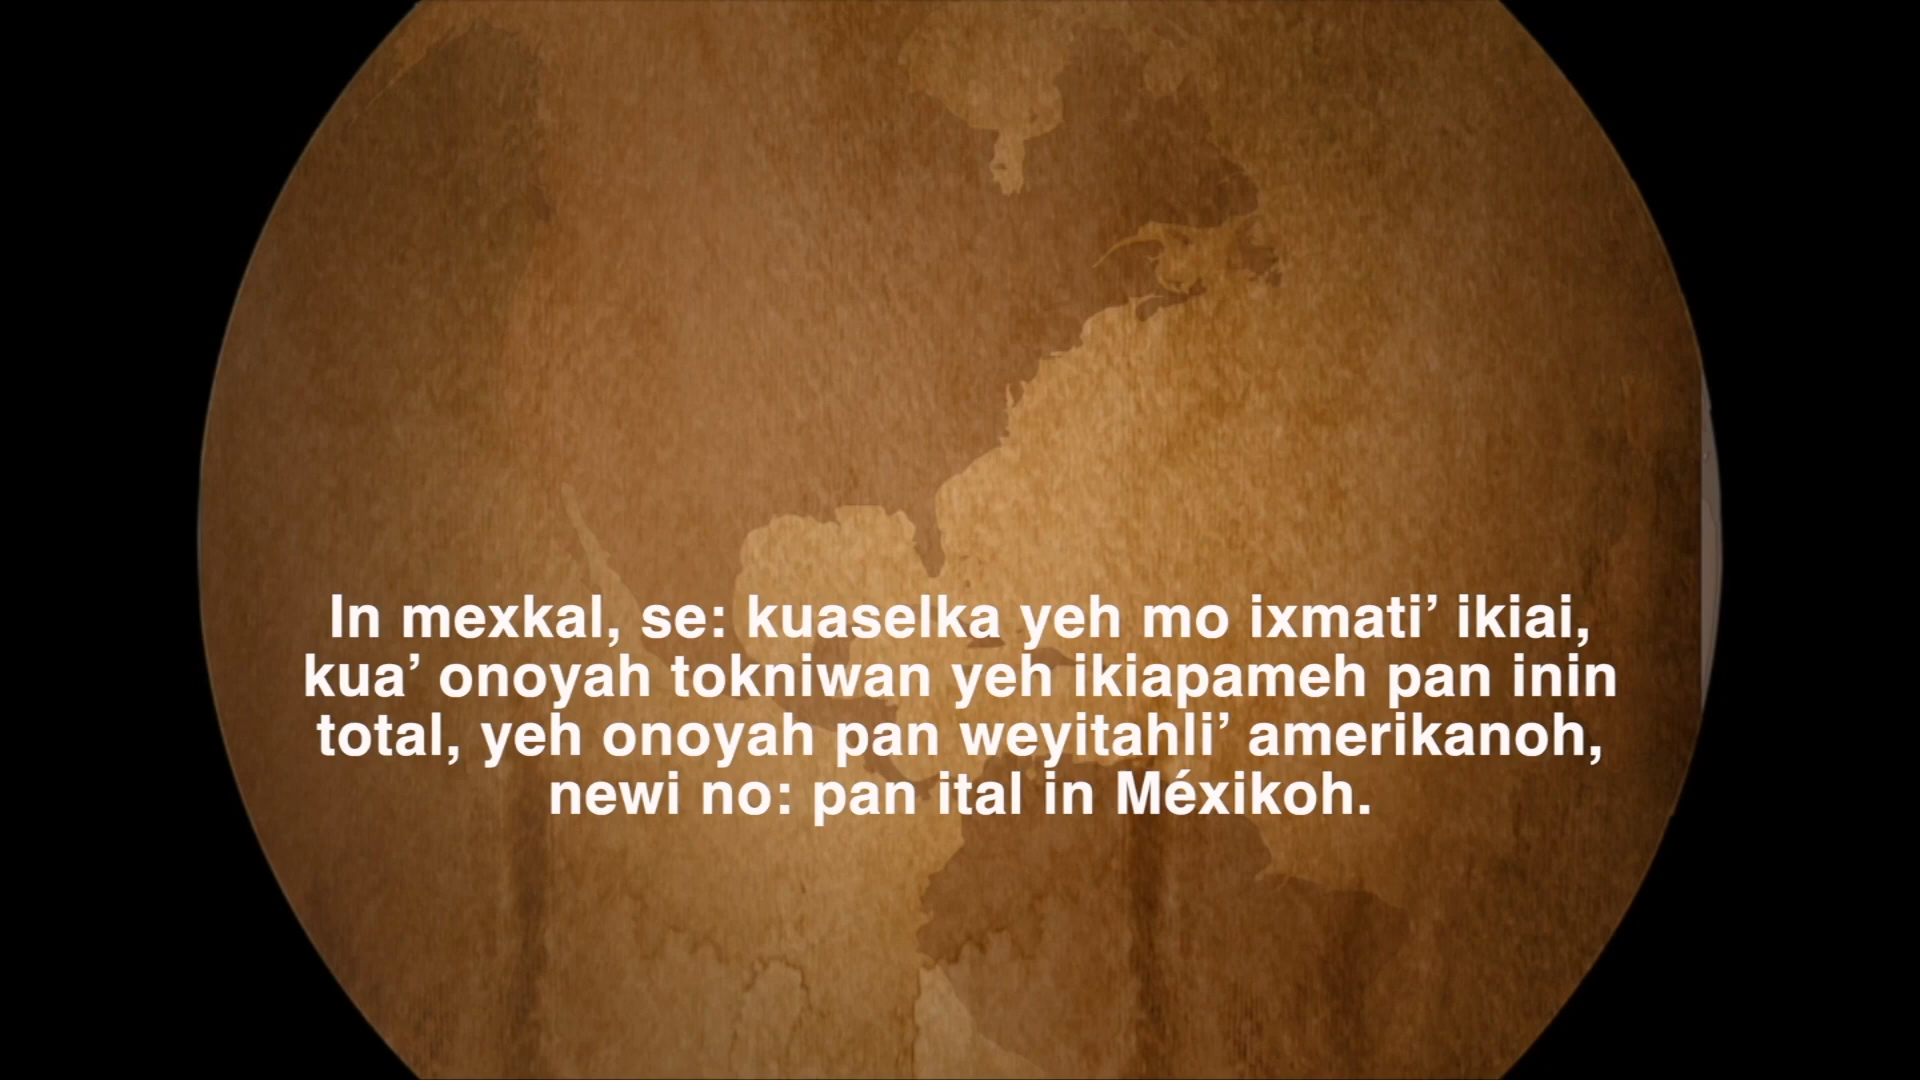 In mexkal, se: kuaselka yeh mo ixmati’ ikiai,
kua’ onoyah tokniwan yeh ikiapameh pan inin
total, yeh onoyah pan weyitahli’ amerikanoh,
newi no: pan ital in Méxikoh.